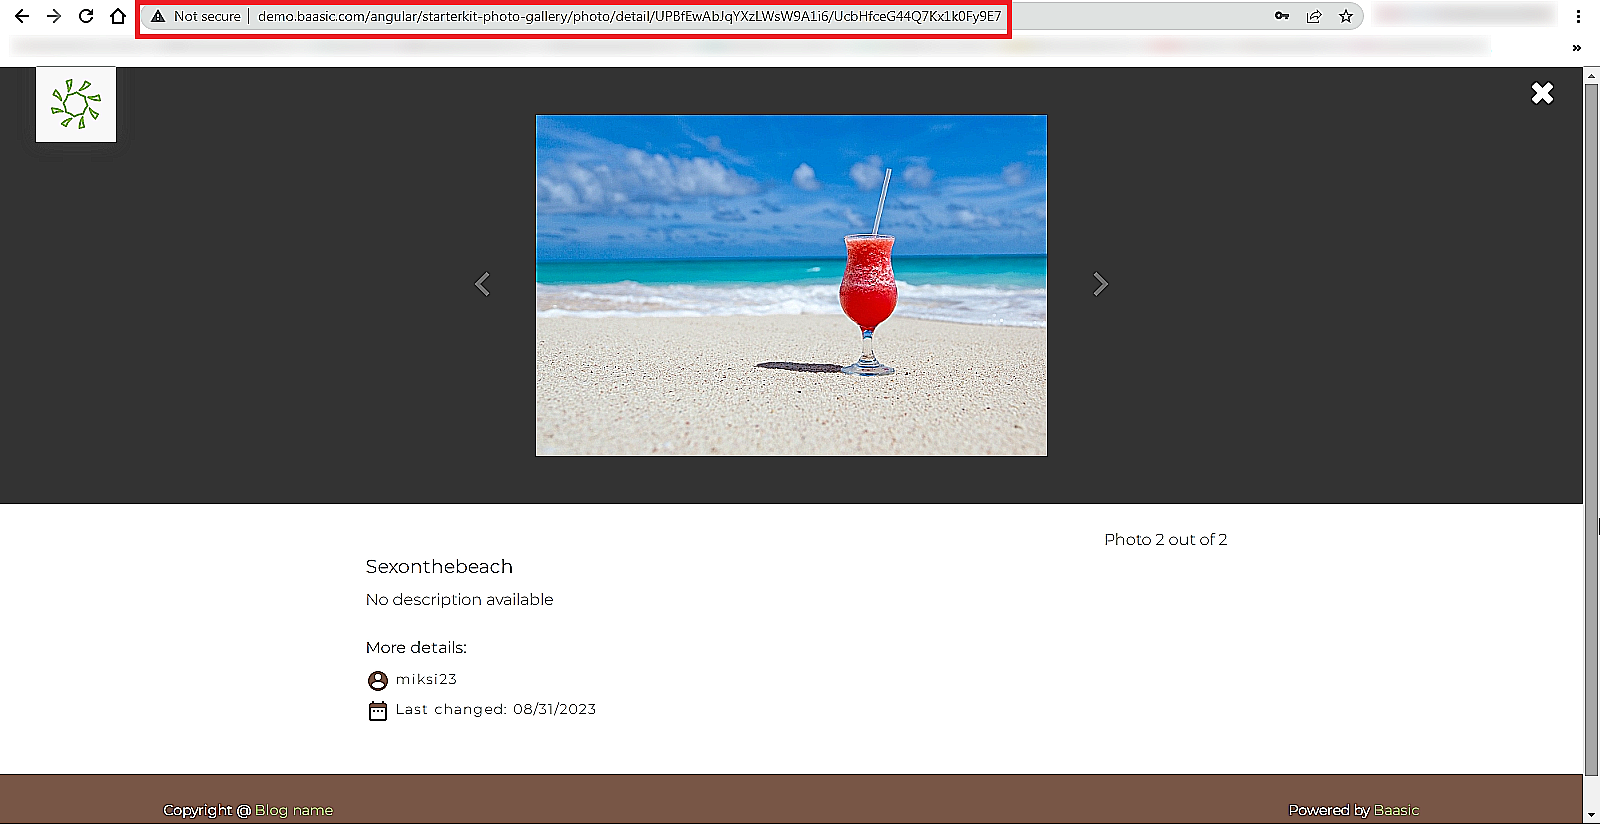 Not secure | demo.baasic.com/angular/starterkit-photo-gallery/photo/detail/UPBfEwAbJqYXzLWsW9A1i6/UcbHfceG44Q7Kx1k0Fy9E7
»
Photo 2 out of 2
Sexonthebeach
No description available
More details:
miksi23
Last changed: 08/31/2023
Copyright @ Blog name
Powered by Baasic